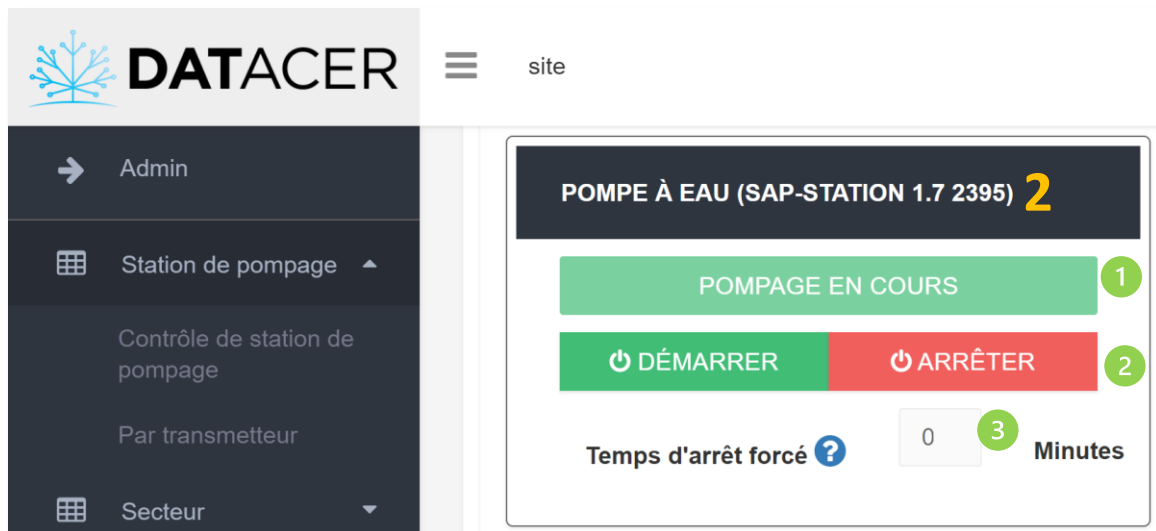 DATACER
site
Admin
Station de pompage
Contrôle de station de
pompage
Par transmetteur
Secteur
POMPE À EAU (SAP-STATION 1.7 2395) 2
POMPAGE EN COURS 1
DÉMARRER ARRÊTER 2
Temps d'arrêt forcé ? 0 3 Minutes